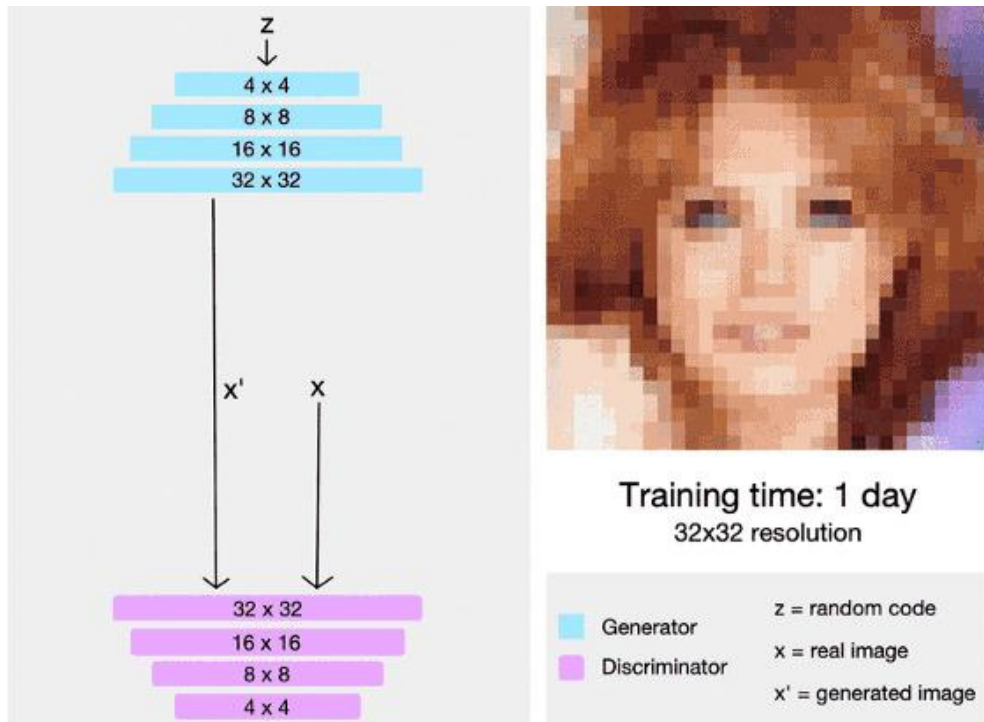 z
4 x 4
8 x 8
16 x 16
32 x 32
x'
x
32 x 32
16 x 16
8 x 8
4 x 4
Training time: 1 day
32x32 resolution
Generator
Discriminator
z = random code
x = real image
x' = generated image